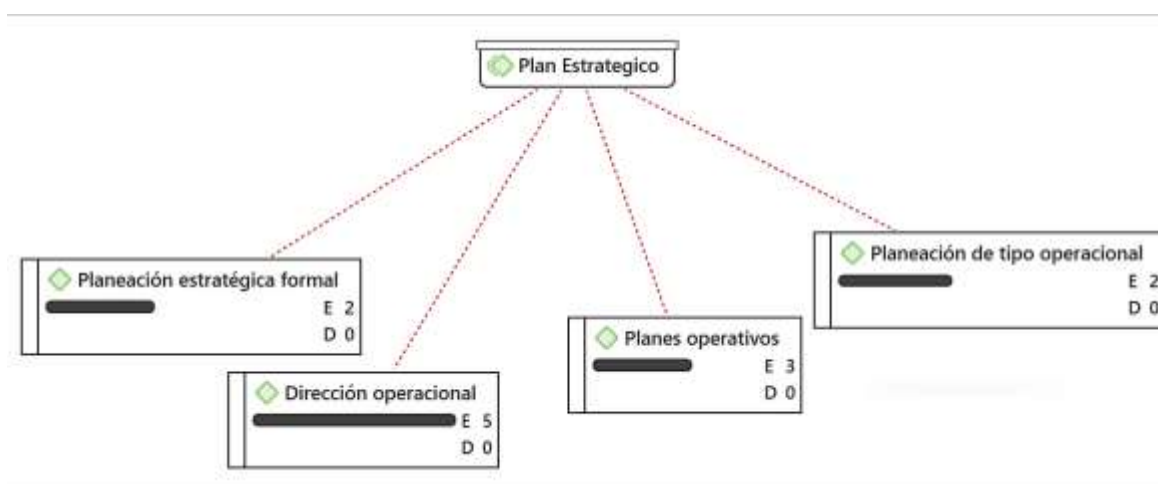 Plan Estrategico
Planeación estratégica formal
E 2
D 0
Dirección operacional
E 5
D 0
Planes operativos
E 3
D 0
Planeación de tipo operacional
E 2
D 0